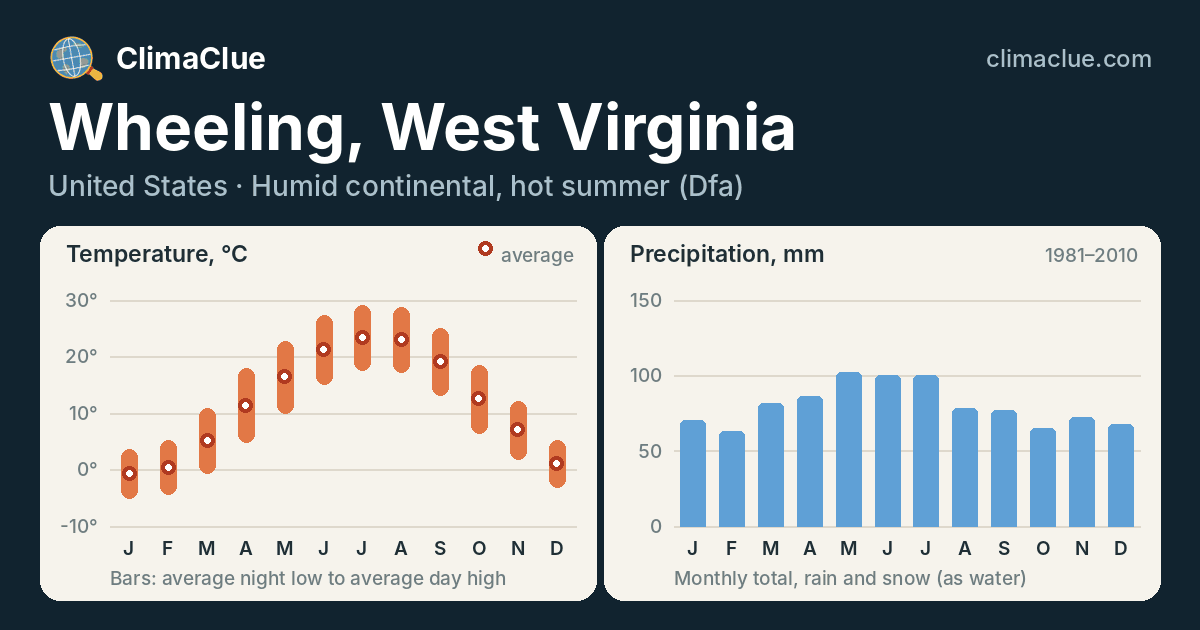 ClimaClue
climaclue.com
Wheeling, West Virginia
United States · Humid continental, hot summer (Dfa)
Temperature, °C
average
30°
20°
10°
0°
-10°
J F M A M J J A S O N D
Bars: average night low to average day high
Precipitation, mm
1981–2010
150
100
50
0
J F M A M J J A S O N D
Monthly total, rain and snow (as water)